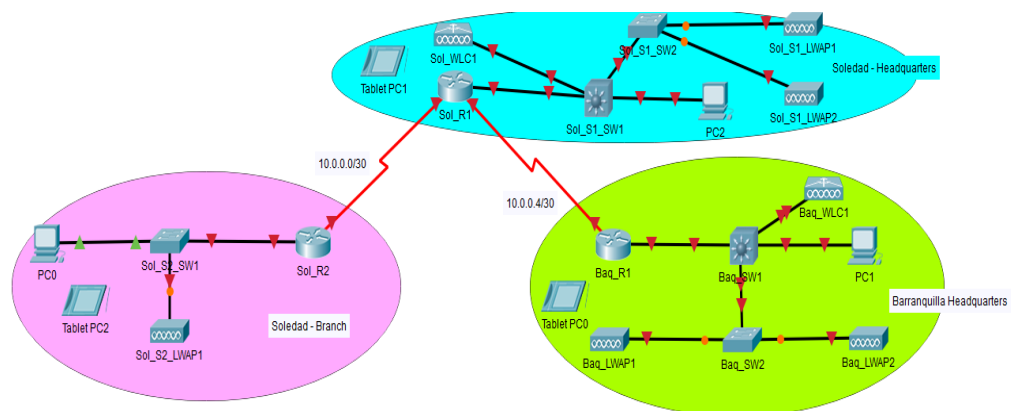 Sol_WLC1
Sol_S1_SW2
Sol_S1_LWAP1
Soledad - Headquarters
Tablet PC1
Sol_R1
Sol_S1_SW1
PC2
Sol_S1_LWAP2
10.0.0.0/30
10.0.0.4/30
Baq_WLC1
PC0
Sol_S2_SW1
Sol_R2
Baq_R1
Baq_SW1
PC1
Tablet PC2
Soledad - Branch
Tablet PC0
Barranquilla Headquarters
Sol_S2_LWAP1
Baq_LWAP1
Baq_SW2
Baq_LWAP2